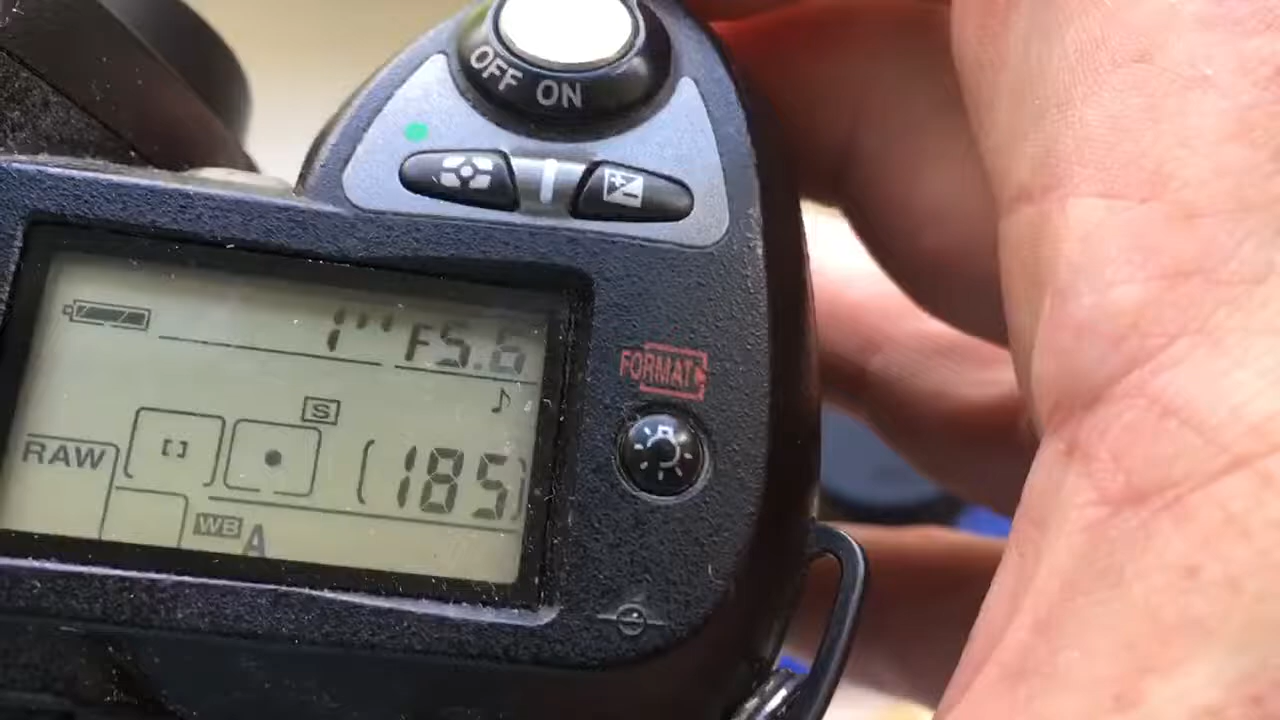 OFF ON
1'' F5.6
FORMAT
S
RAW
(185)
WB A